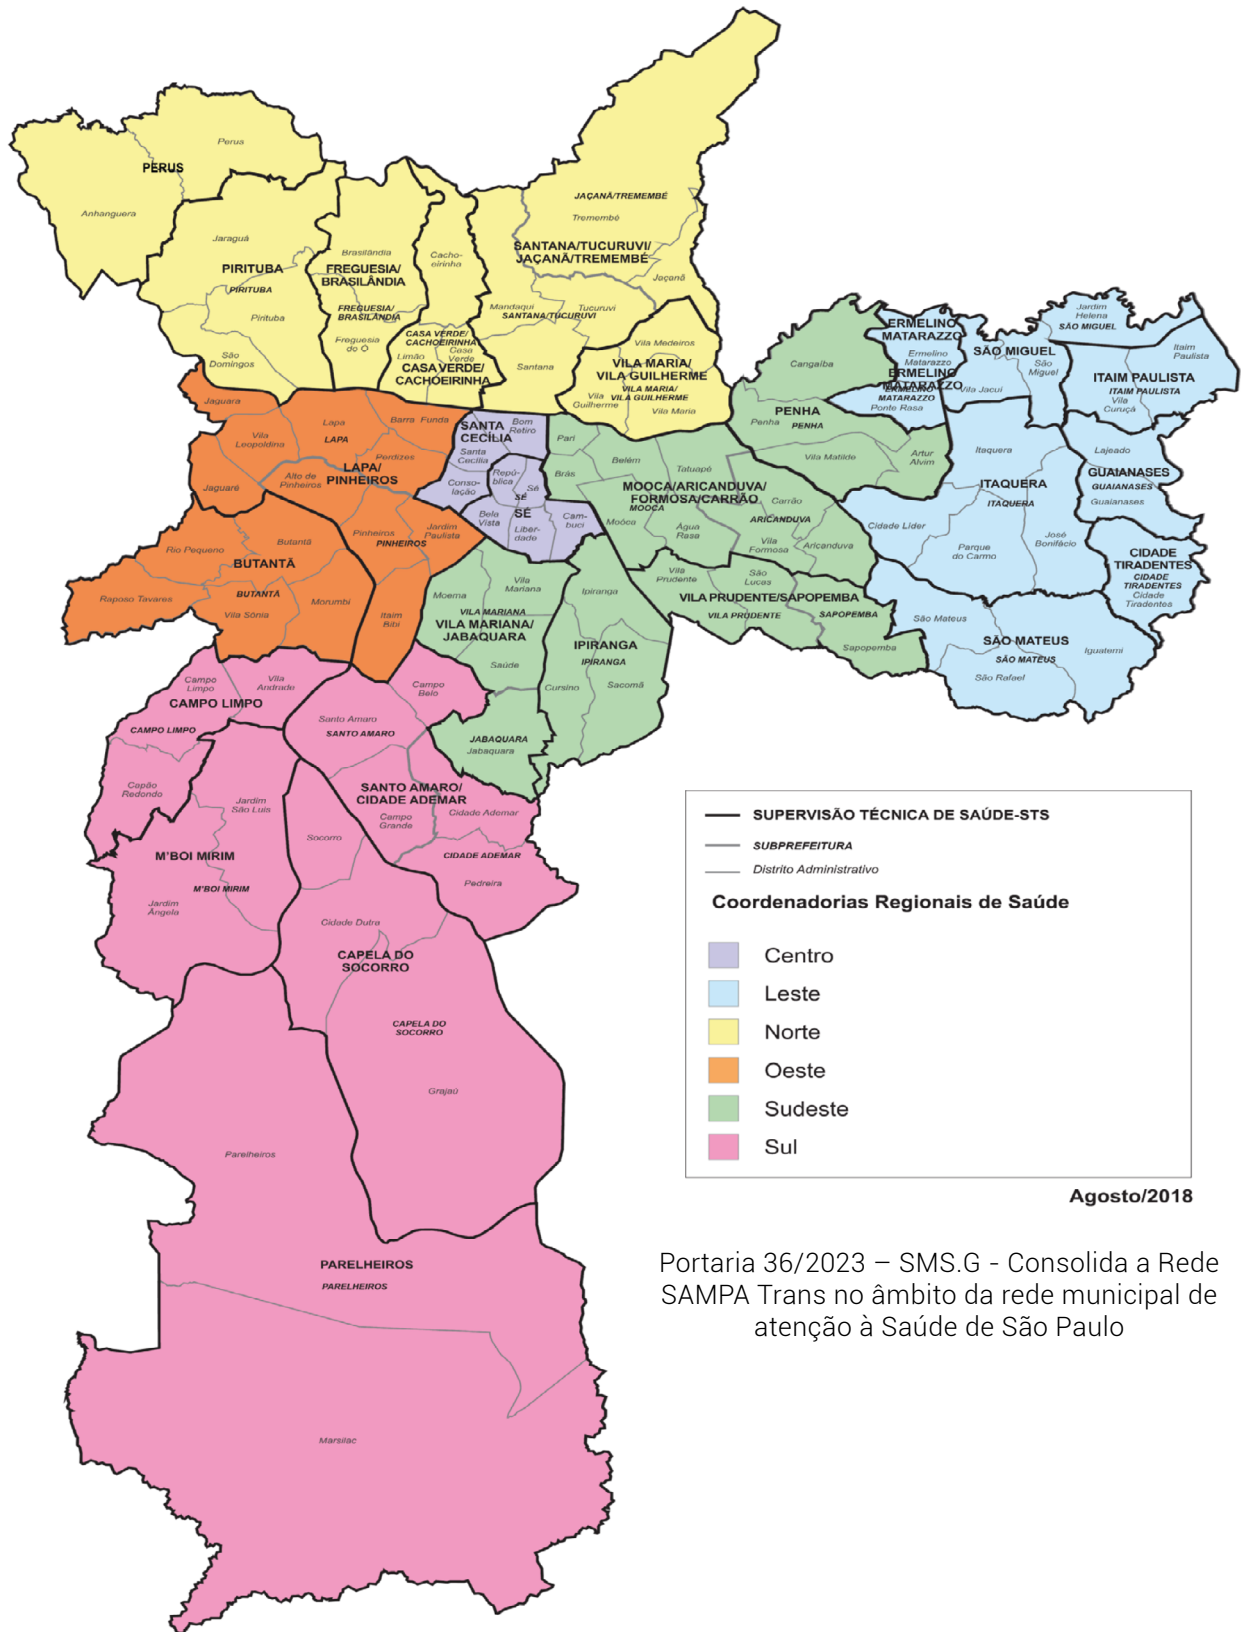 Perua
PERUS
Anhanguera
Jaraguá
PIRITUBA
PIRITUBA
Pirituba
São
Domingos
Brasilândia
FREGUESIA/
BRASILÂNDIA
FREGUESIA/
BRASILÂNDIA
Freguesia
do Ó
Cacho-
eirinha
CASA VERDE/
CACHOEIRINHA
Limão
Casa
Verde
CASA VERDE/
CACHOEIRINHA
JAÇANÃ/TREMEMBÉ
Tremembé
SANTANA/TUCURUVI/
JAÇANÃ/TREMEMBÉ
Jaçanã
Mandaqui
Tucuruvi
SANTANA/TUCURUVI
Santana
Vila Medeiros
VILA MARIA/
VILA GUILHERME
VILA MARIA/
VILA GUILHERME
Vila
Guilherme
Vila Maria
Jaguara
Vila
Leopoldina
Lapa
LAPA
Barra Funda
Perdizes
LAPA/
PINHEIROS
Alto de
Pinheiros
Jaguaré
Pinheiros
PINHEIROS
Jardim
Paulista
Itaim
Bibi
Rio Pequeno
Butantã
BUTANTÃ
BUTANTÃ
Raposo Tavares
Vila Sônia
Morumbi
SANTA
CECÍLIA
Bom
Retiro
Santa
Cecília
Conso-
lação
Repú-
blica
Sé
SÉ
SÉ
Bela
Vista
Liber-
dade
Cam-
buci
Pari
Brás
Belém
Tatuapé
MOOCA/ARICANDUVA/
FORMOSA/CARRÃO
MOOCA
Moóca
Água
Rasa
Carrão
ARICANDUVA
Vila
Formosa
Aricanduva
Cangaíba
PENHA
Penha
PENHA
Vila Matilde
Artur
Alvim
ERMELINO
MATARAZZO
Ermelino
Matarazzo
ERMELINO
MATARAZZO
ERMELINO
MATARAZZO
Ponte Rasa
Jardim
Helena
SÃO MIGUEL
SÃO MIGUEL
São
Miguel
Vila Jacuí
Itaim
Paulista
ITAIM PAULISTA
ITAIM PAULISTA
Vila
Curuçá
Lajeado
GUAIANASES
GUAIANASES
Guaianases
Itaquera
ITAQUERA
ITAQUERA
Cidade Líder
Parque
do Carmo
José
Bonifácio
CIDADE
TIRADENTES
CIDADE
TIRADENTES
Cidade
Tiradentes
São Mateus
SÃO MATEUS
SÃO MATEUS
Iguatemi
São Rafael
Vila
Prudente
São
Lucas
VILA PRUDENTE/SAPOPEMBA
VILA PRUDENTE
SAPOPEMBA
Sapopemba
Vila
Mariana
Moema
VILA MARIANA
VILA MARIANA/
JABAQUARA
Saúde
JABAQUARA
Jabaquara
Ipiranga
IPIRANGA
IPIRANGA
Cursino
Sacomã
Campo
Limpo
Vila
Andrade
CAMPO LIMPO
CAMPO LIMPO
Capão
Redondo
Campo
Belo
Santo Amaro
SANTO AMARO
SANTO AMARO/
CIDADE ADEMAR
Campo
Grande
Cidade Ademar
CIDADE ADEMAR
Pedreira
Jardim
São Luis
M'BOI MIRIM
M'BOI MIRIM
Jardim
Ângela
Socorro
Cidade Dutra
CAPELA DO
SOCORRO
CAPELA DO
SOCORRO
Grajaú
Parelheiros
PARELHEIROS
PARELHEIROS
Marsilac
SUPERVISÃO TÉCNICA DE SAÚDE-STS
SUBPREFEITURA
Distrito Administrativo
Coordenadorias Regionais de Saúde
Centro
Leste
Norte
Oeste
Sudeste
Sul
Agosto/2018
Portaria 36/2023 – SMS.G - Consolida a Rede
SAMPA Trans no âmbito da rede municipal de
atenção à Saúde de São Paulo